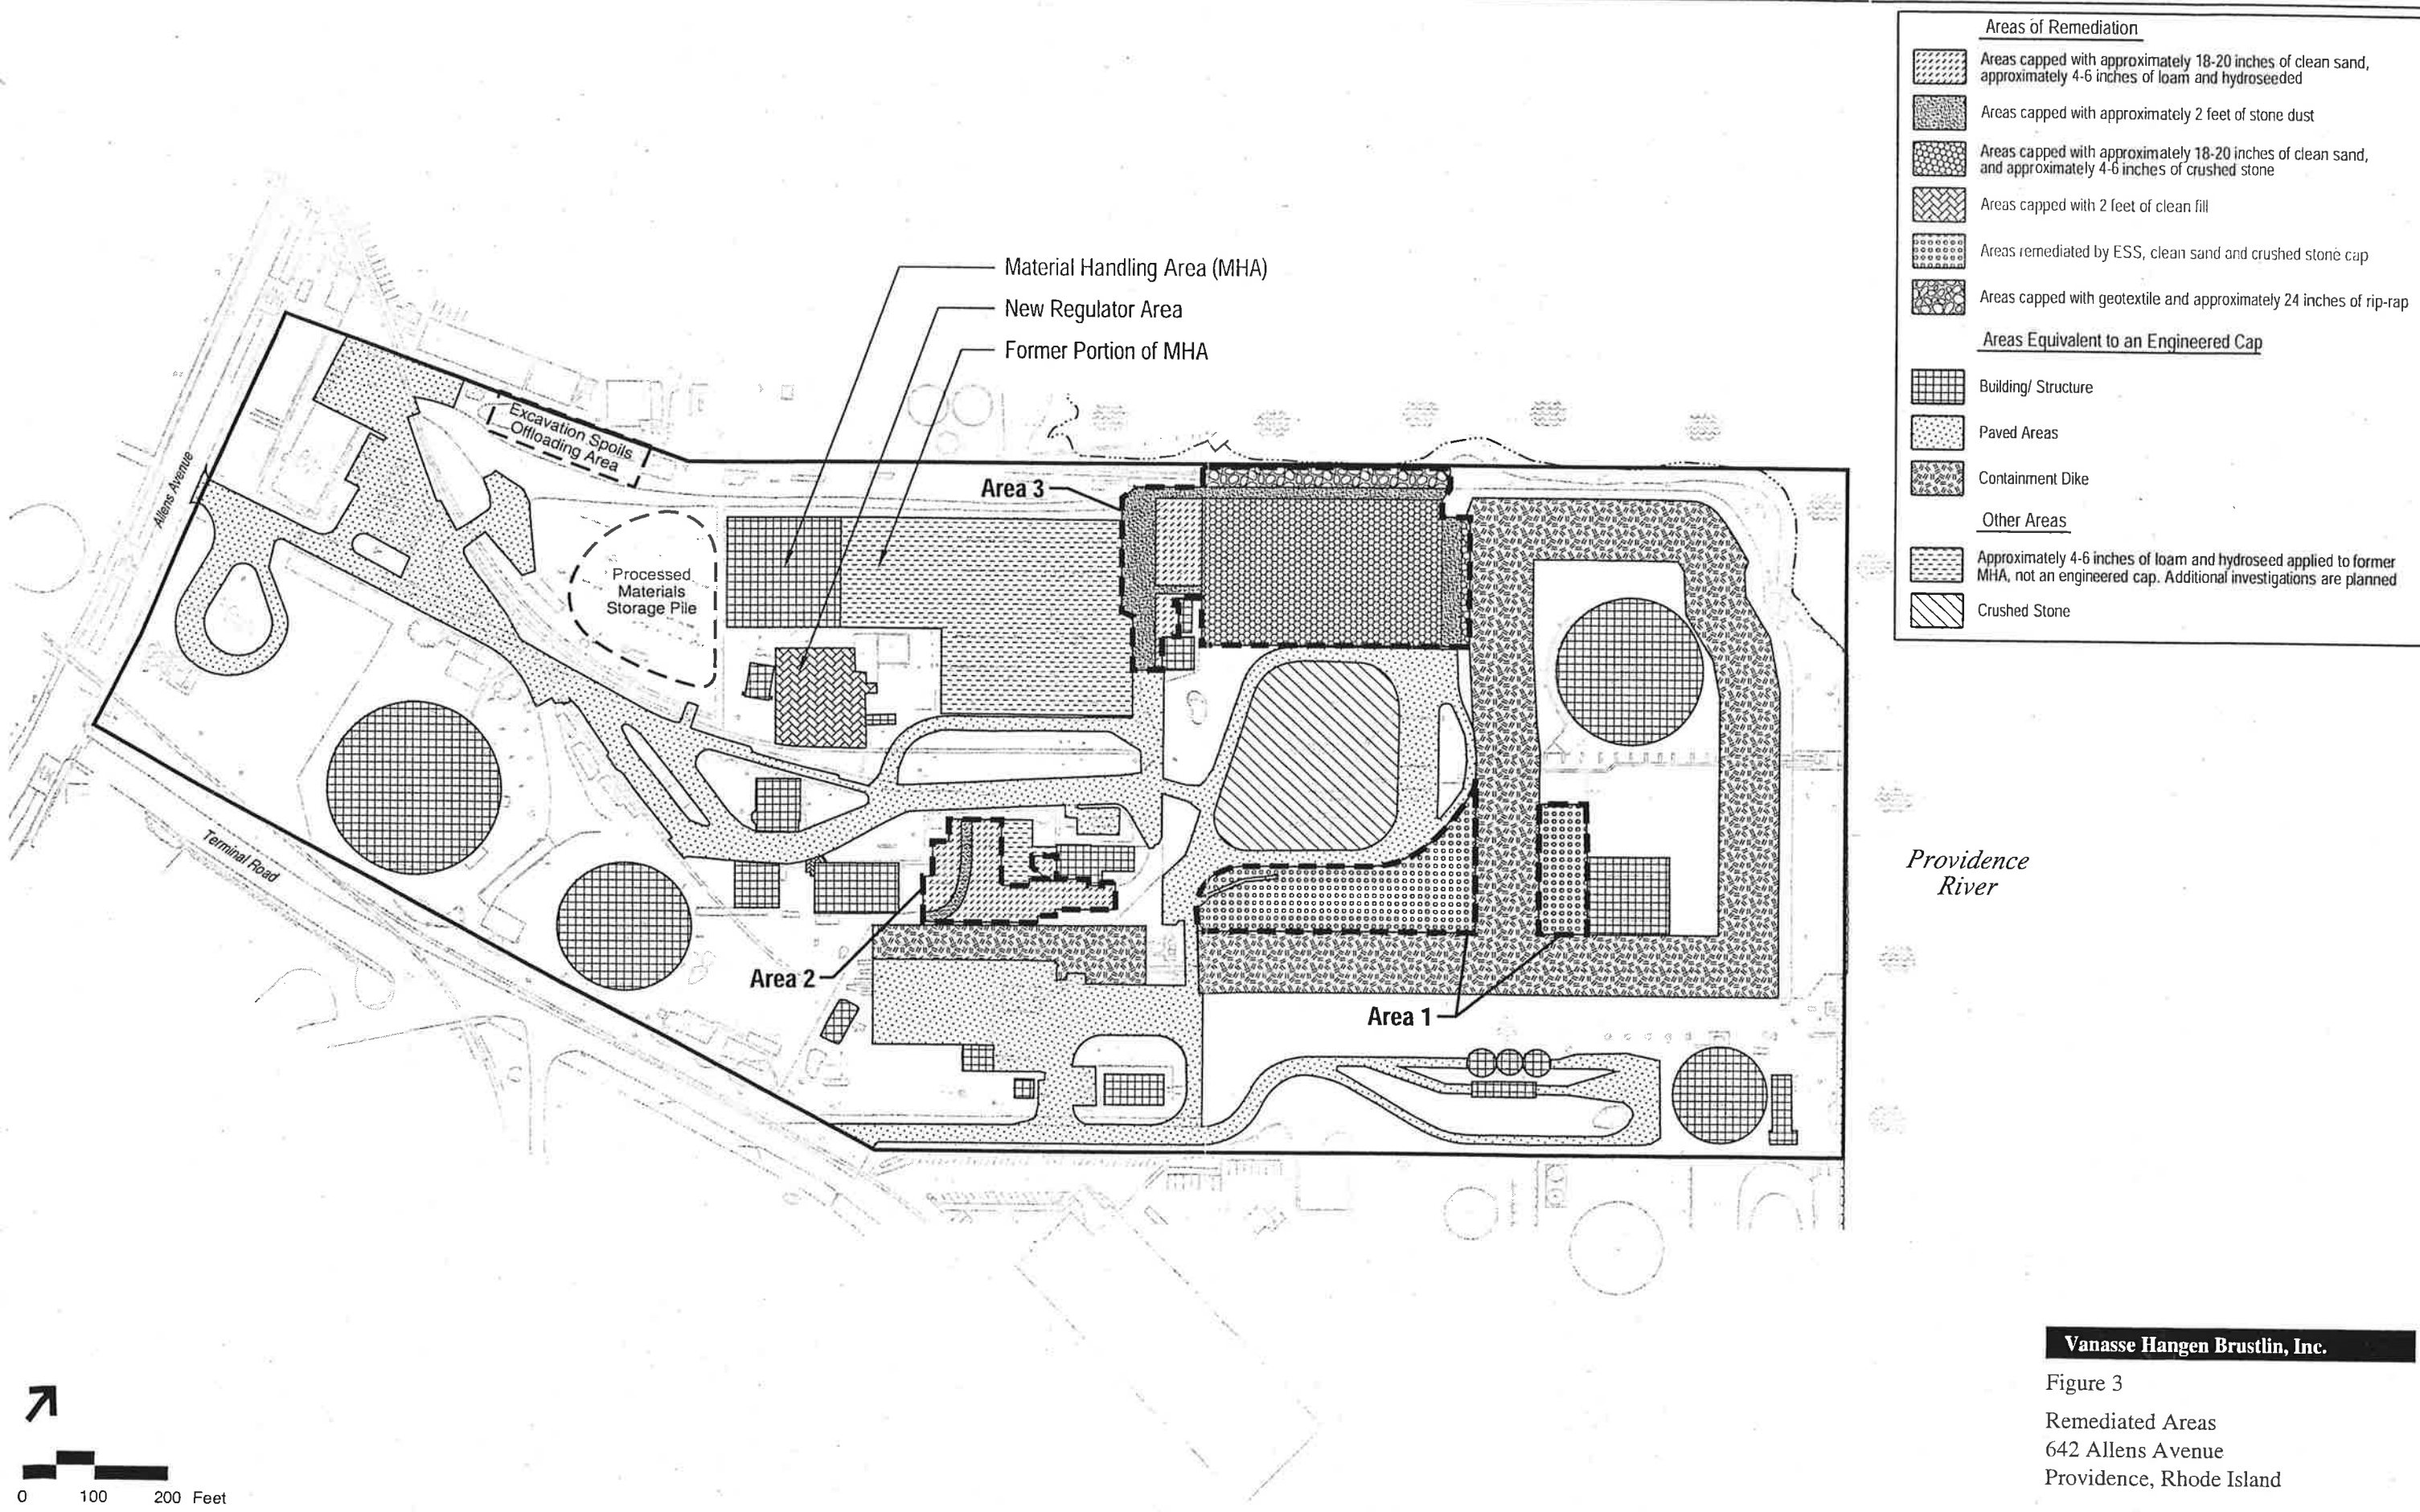 Areas of Remediation
Areas capped with approximately 18-20 inches of clean sand,
approximately 4-6 inches of loam and hydroseeded
Areas capped with approximately 2 feet of stone dust
Areas capped with approximately 18-20 inches of clean sand,
and approximately 4-6 inches of crushed stone
Areas capped with 2 feet of clean fill
Areas remediated by ESS, clean sand and crushed stone cap
Areas capped with geotextile and approximately 24 inches of rip-rap
Areas Equivalent to an Engineered Cap
Building/ Structure
Paved Areas
Containment Dike
Other Areas
Approximately 4-6 inches of loam and hydroseed applied to former
MHA, not an engineered cap. Additional investigations are planned
Crushed Stone
Material Handling Area (MHA)
New Regulator Area
Former Portion of MHA
Excavation Spoils
Offloading Area
Allens Avenue
Area 3
Processed
Materials
Storage Pile
Terminal Road
Providence
River
Area 2
Area 1
0 100 200 Feet
Vanasse Hangen Brustlin, Inc.
Figure 3
Remediated Areas
642 Allens Avenue
Providence, Rhode Island